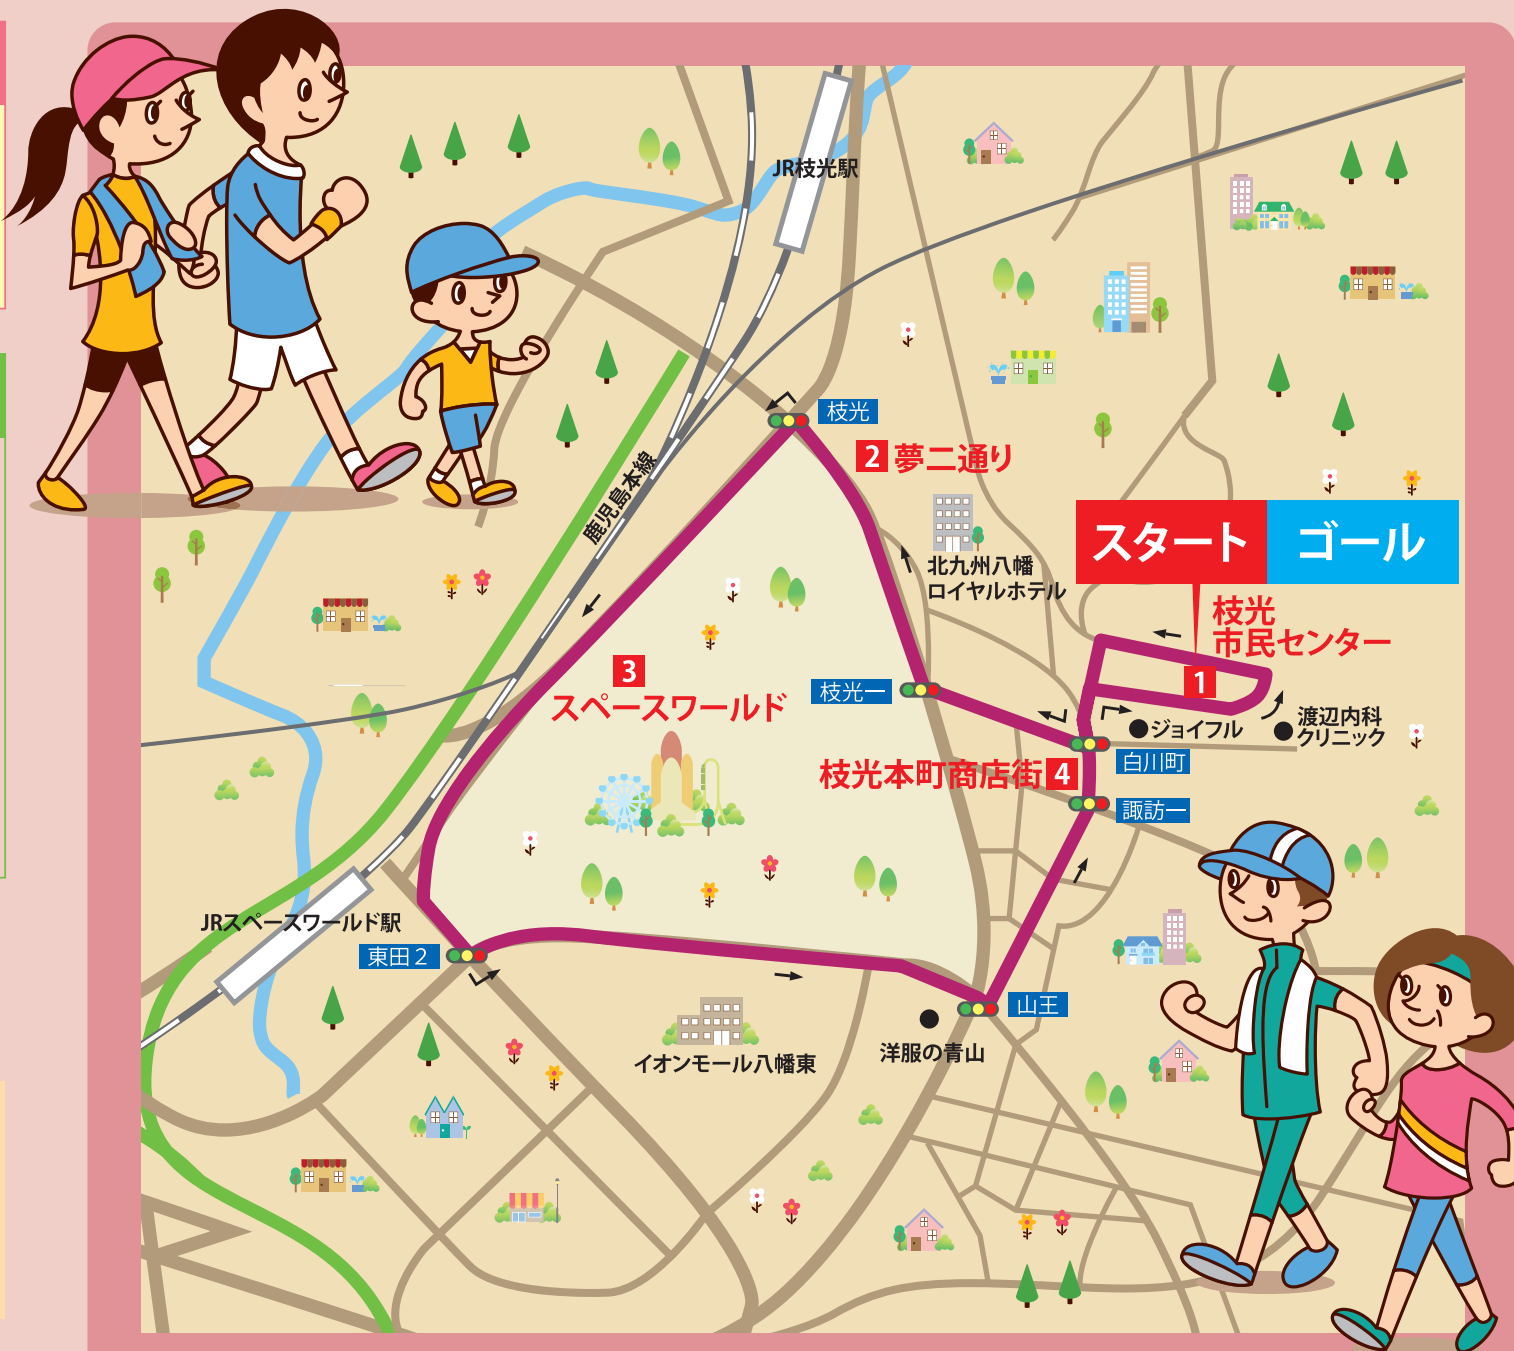 JR枝光駅
枝光
2 夢二通り
鹿児島本線
スタート ゴール
北九州八幡
ロイヤルホテル
枝光
市民センター
3
スペースワールド
枝光一
1
ジョイフル
渡辺内科
クリニック
白川町
枝光本町商店街 4
諏訪一
JRスペースワールド駅
東田2
山王
洋服の青山
イオンモール八幡東